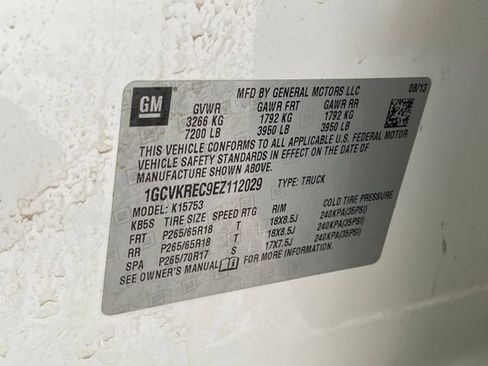 GM
MFD BY GENERAL MOTORS LLC
08/13
GVWR GAWR FRT GAWR RR
3266 KG 1792 KG 1792 KG
7200 LB 3950 LB 3950 LB
THIS VEHICLE CONFORMS TO ALL APPLICABLE U.S. FEDERAL MOTOR
VEHICLE SAFETY STANDARDS IN EFFECT ON THE DATE OF
MANUFACTURE SHOWN ABOVE.
1GCVKREC9EZ112029 TYPE: TRUCK
MODEL: K15753
KB5S TIRE SIZE SPEED RTG RIM COLD TIRE PRESSURE
FRT P265/65R18 T 18X8.5J 240KPA(35PSI)
RR P265/65R18 T 18X8.5J 240KPA(35PSI)
SPA P265/70R17 S 17X7.5J 240KPA(35PSI)
SEE OWNER'S MANUAL FOR MORE INFORMATION.